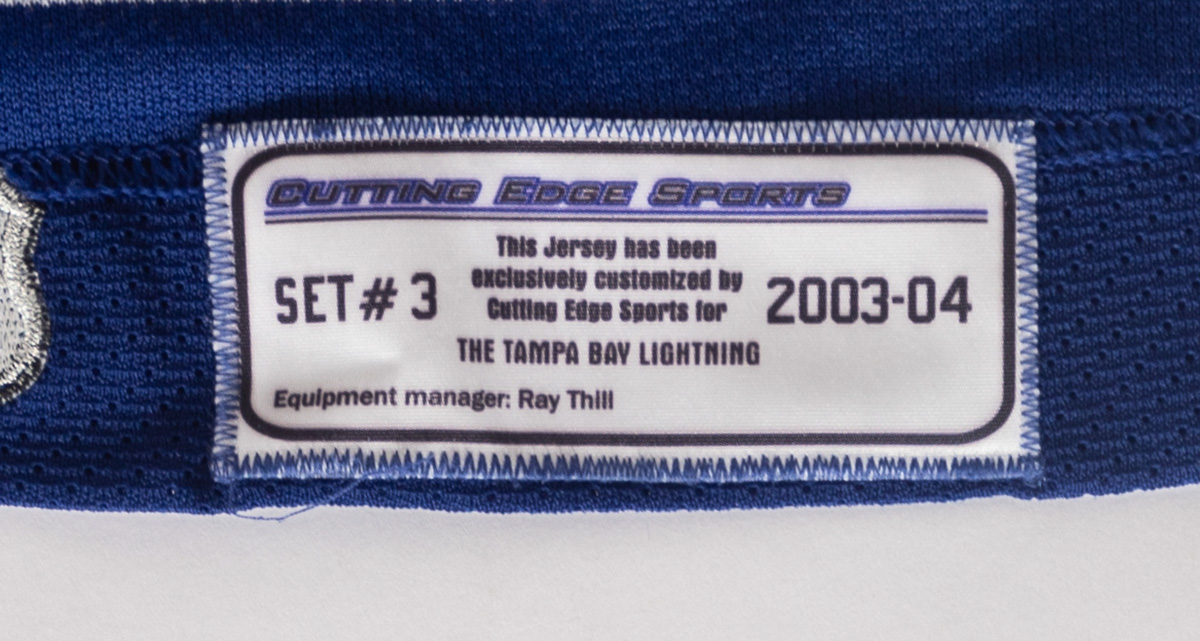 CUTTING EDGE SPORTS
This Jersey has been
exclusively customized by
Cutting Edge Sports for
SET # 3
2003-04
THE TAMPA BAY LIGHTNING
Equipment manager: Ray Thill